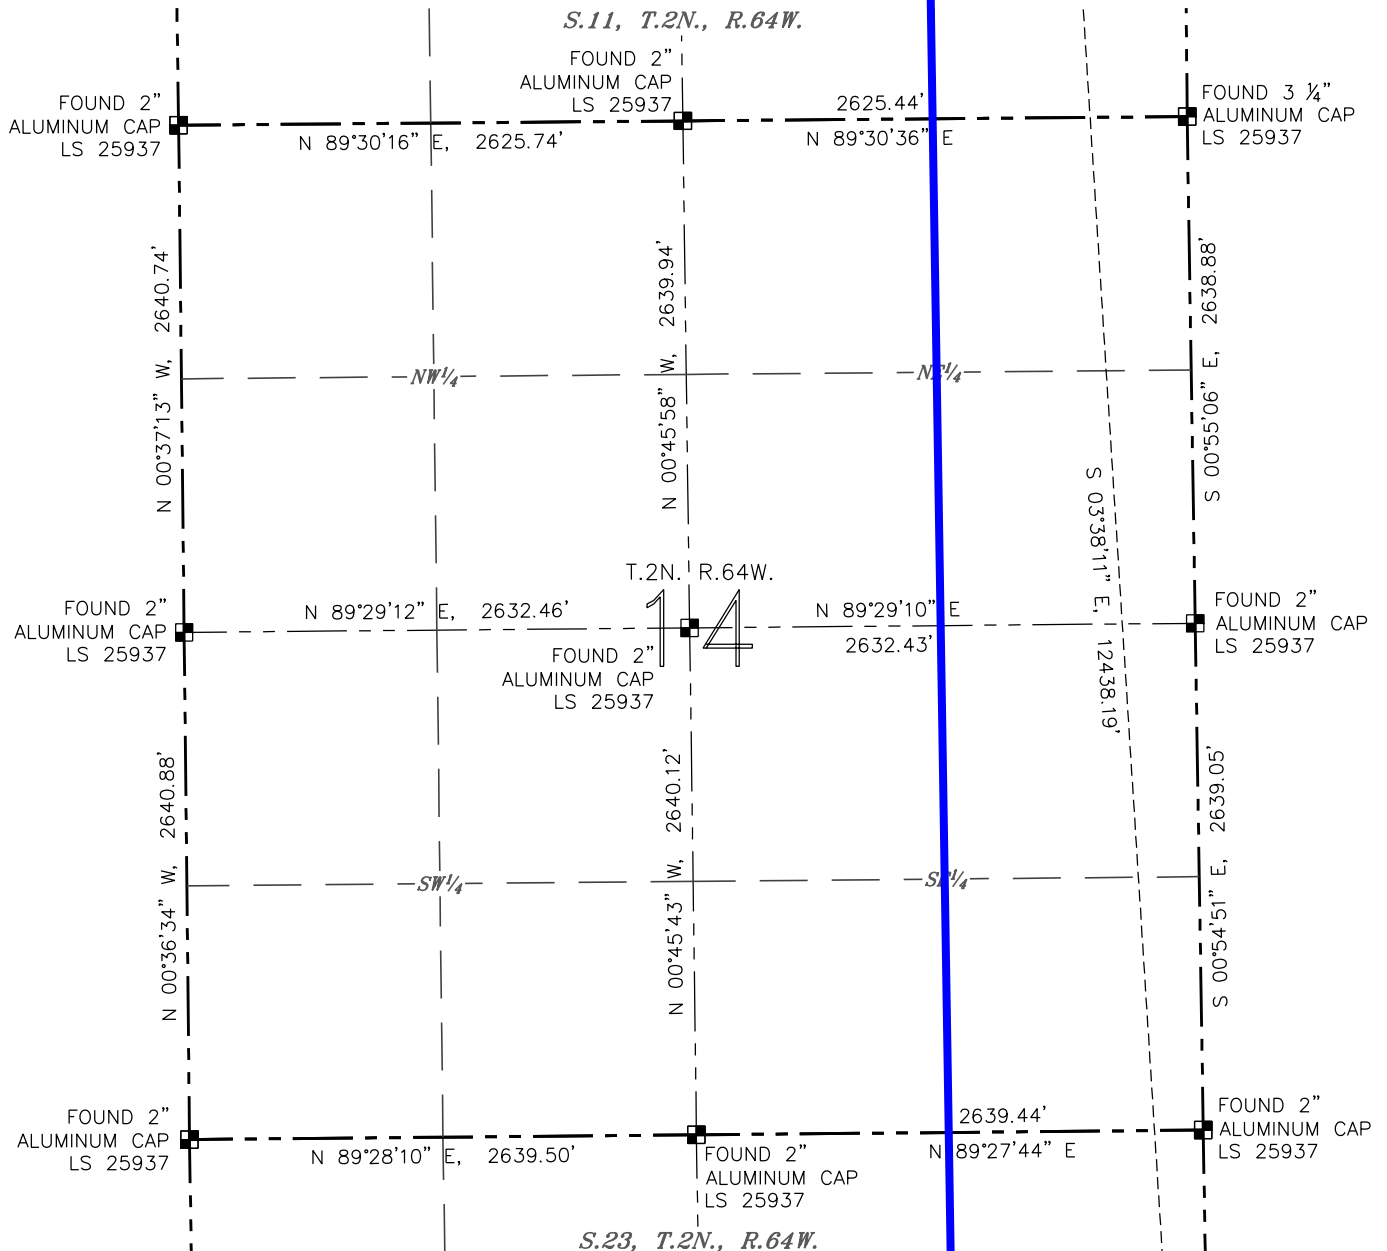 S.11, T.2N., R.64W.
FOUND 2"
ALUMINUM CAP
LS 25937
FOUND 2"
ALUMINUM CAP
LS 25937
2625.44'
FOUND 3 ¼"
ALUMINUM CAP
LS 25937
N 89°30'16" E, 2625.74'
N 89°30'36" E
N 00°37'13" W, 2640.74'
N 00°45'58" W, 2639.94'
S 00°55'06" E, 2638.88'
NW¼
NE¼
S 03°38'11" E, 12438.19'
T.2N. R.64W.
14
FOUND 2"
ALUMINUM CAP
LS 25937
N 89°29'12" E, 2632.46'
N 89°29'10" E
2632.43'
FOUND 2"
ALUMINUM CAP
LS 25937
FOUND 2"
ALUMINUM CAP
LS 25937
N 00°36'34" W, 2640.88'
N 00°45'43" W, 2640.12'
S 00°54'51" E, 2639.05'
SW¼
SE¼
FOUND 2"
ALUMINUM CAP
LS 25937
N 89°28'10" E, 2639.50'
2639.44'
N 89°27'44" E
FOUND 2"
ALUMINUM CAP
LS 25937
FOUND 2"
ALUMINUM CAP
LS 25937
S.23, T.2N., R.64W.